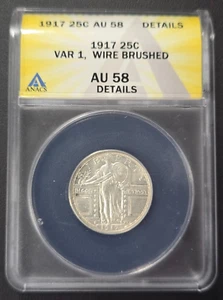 1917 25C AU 58 DETAILS
1917 25C
VAR 1, WIRE BRUSHED
AU 58
DETAILS
ANACS